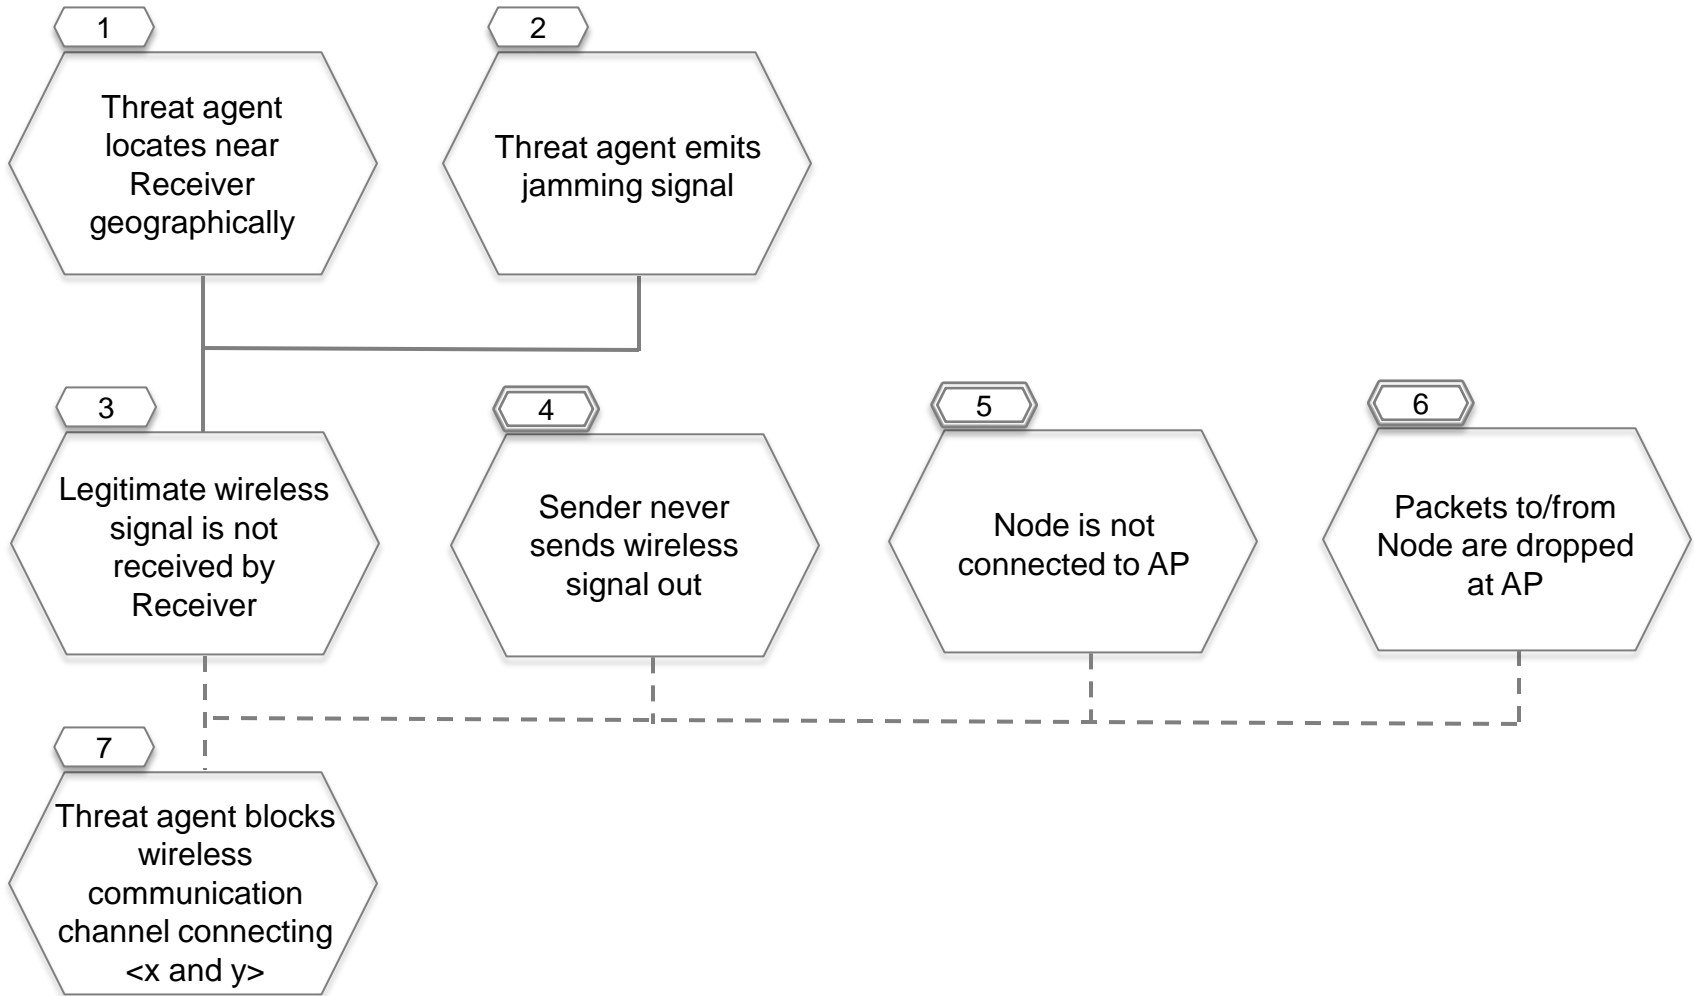 1
Threat agent
locates near
Receiver
geographically
2
Threat agent emits
jamming signal
3
Legitimate wireless
signal is not
received by
Receiver
4
Sender never
sends wireless
signal out
5
Node is not
connected to AP
6
Packets to/from
Node are dropped
at AP
7
Threat agent blocks
wireless
communication
channel connecting
<x and y>